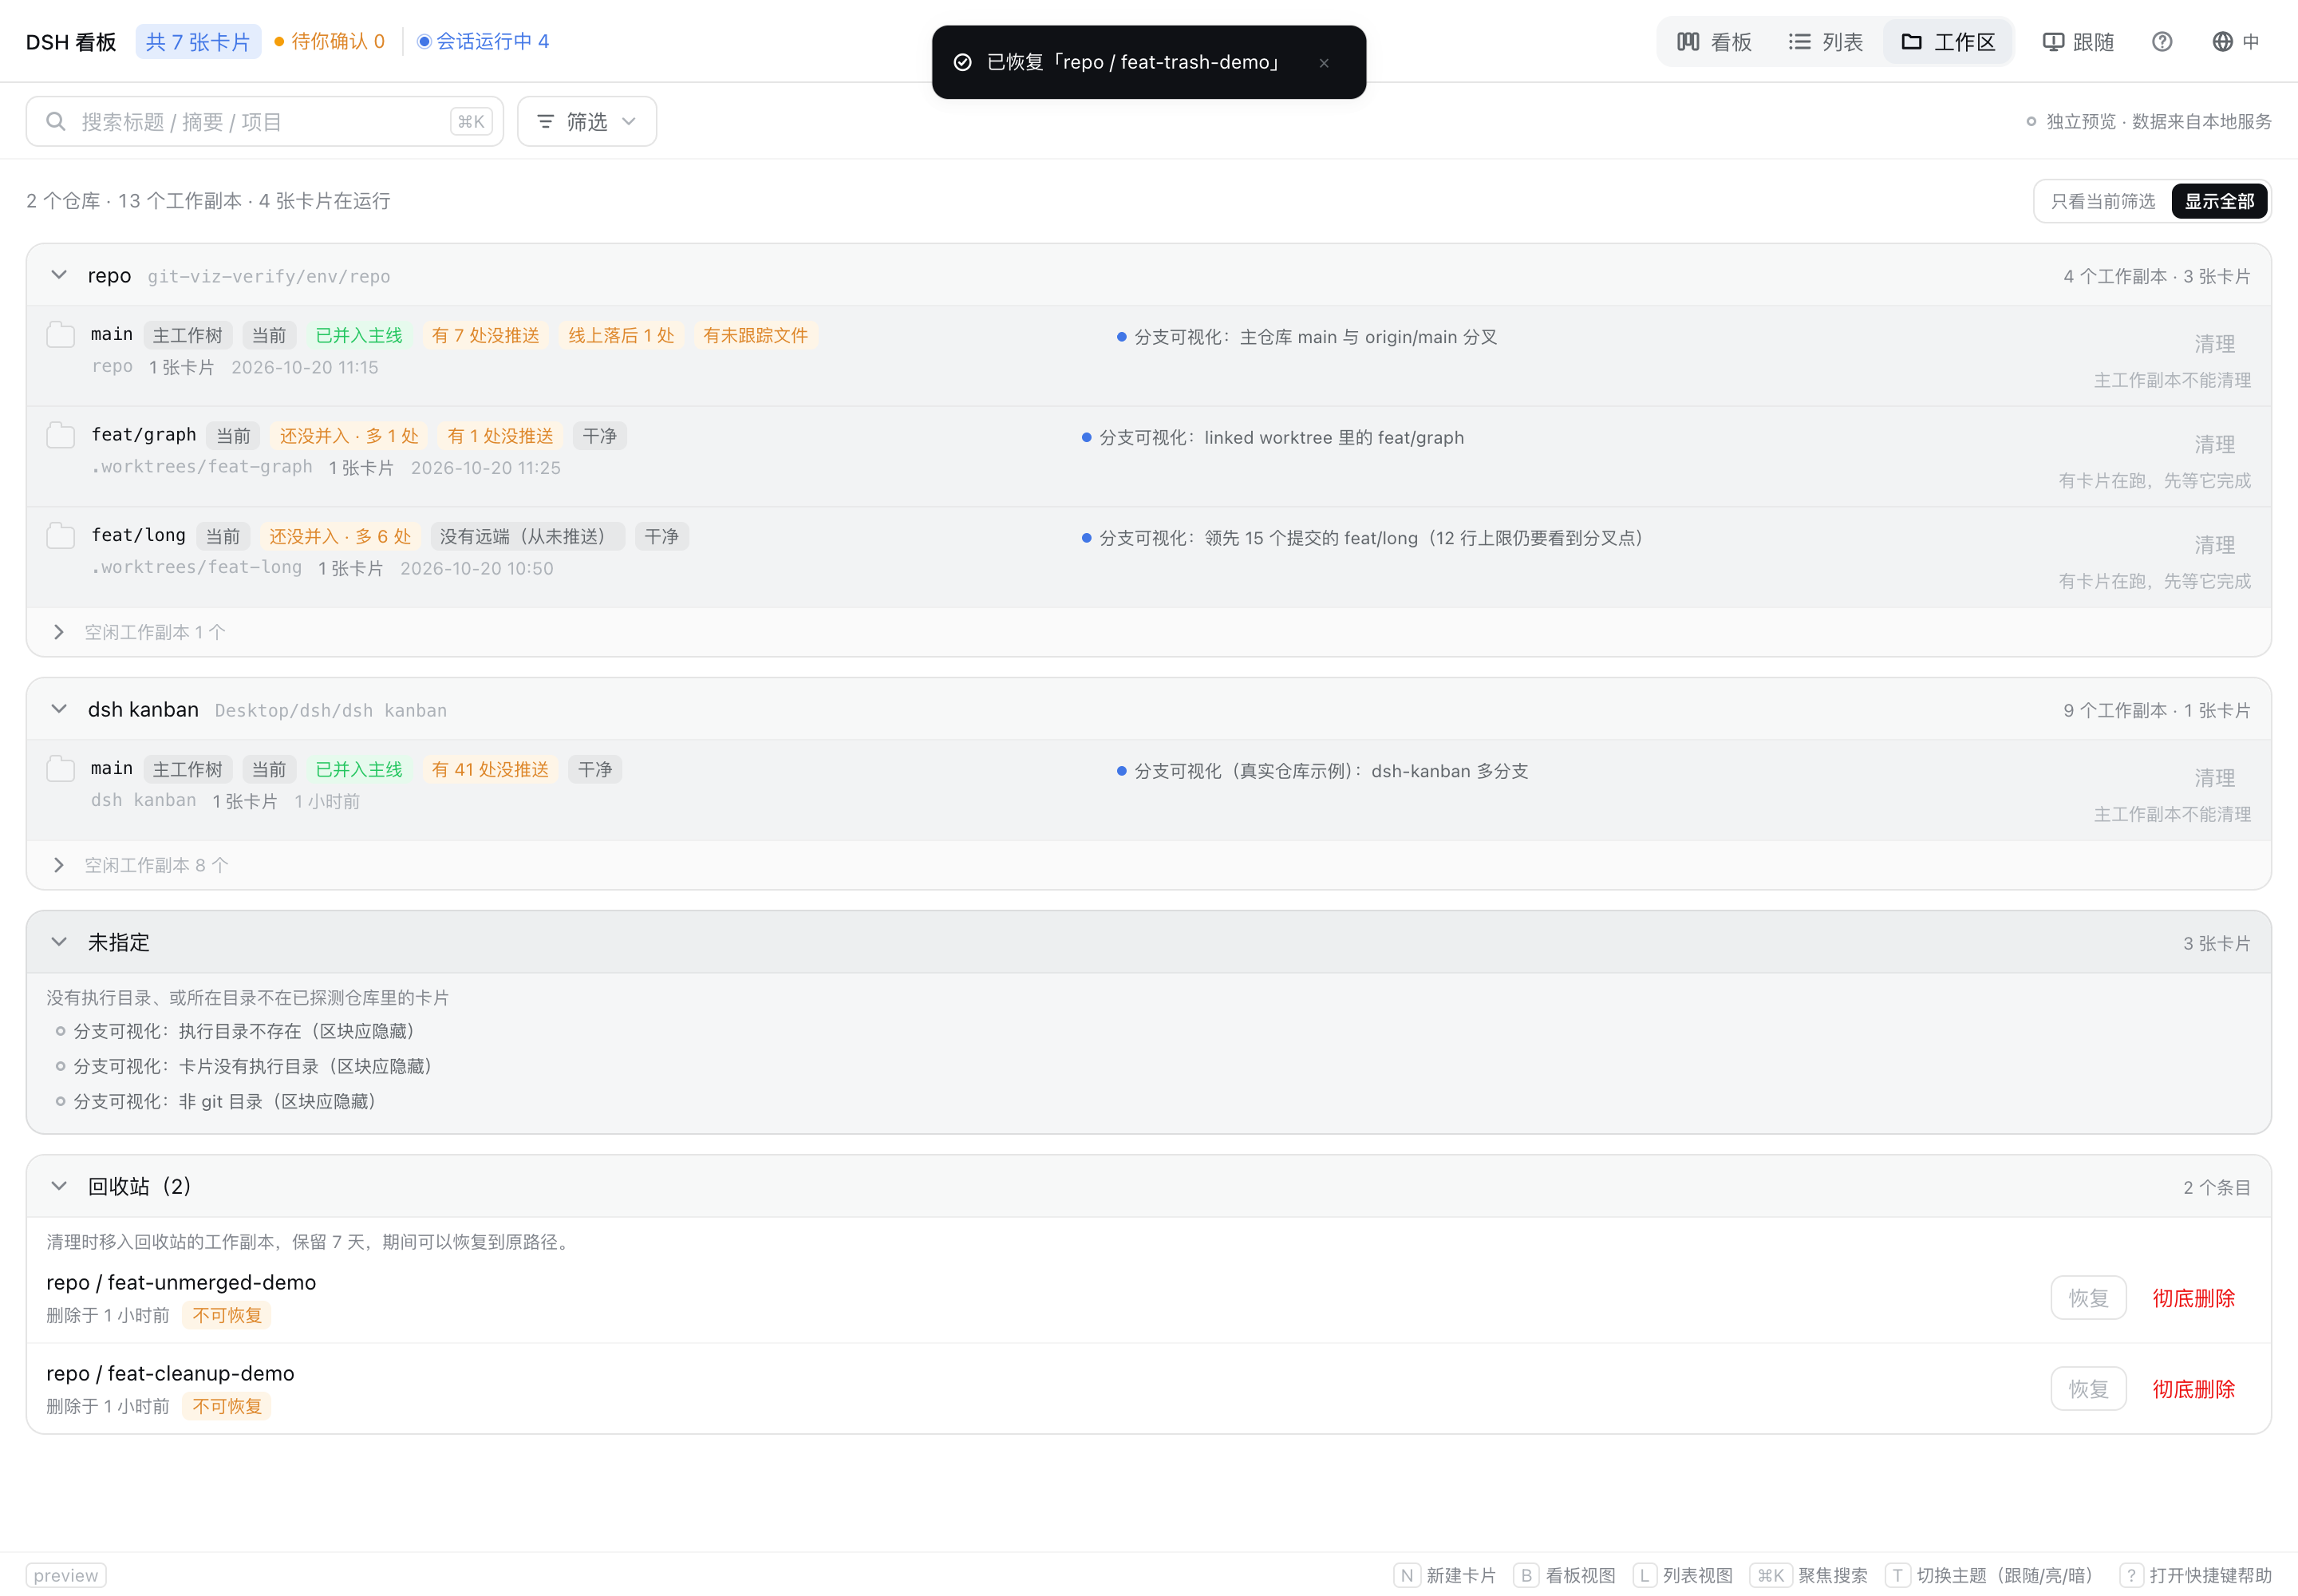 DSH 看板 共 7 张卡片 待你确认 0 会话运行中 4
已恢复「repo / feat-trash-demo」 ×
看板 列表 工作区 跟随 中
搜索标题 / 摘要 / 项目 ⌘K 筛选
独立预览 · 数据来自本地服务
2 个仓库 · 13 个工作副本 · 4 张卡片在运行
只看当前筛选 显示全部
repo git-viz-verify/env/repo 4 个工作副本 · 3 张卡片
main 主工作树 当前 已并入主线 有 7 处没推送 线上落后 1 处 有未跟踪文件 分支可视化：主仓库 main 与 origin/main 分叉 清理
repo 1 张卡片 2026-10-20 11:15 主工作副本不能清理
feat/graph 当前 还没并入 · 多 1 处 有 1 处没推送 干净 分支可视化：linked worktree 里的 feat/graph 清理
.worktrees/feat-graph 1 张卡片 2026-10-20 11:25 有卡片在跑，先等它完成
feat/long 当前 还没并入 · 多 6 处 没有远端（从未推送） 干净 分支可视化：领先 15 个提交的 feat/long（12 行上限仍要看到分叉点） 清理
.worktrees/feat-long 1 张卡片 2026-10-20 10:50 有卡片在跑，先等它完成
空闲工作副本 1 个
dsh kanban Desktop/dsh/dsh kanban 9 个工作副本 · 1 张卡片
main 主工作树 当前 已并入主线 有 41 处没推送 干净 分支可视化（真实仓库示例）：dsh-kanban 多分支 清理
dsh kanban 1 张卡片 1 小时前 主工作副本不能清理
空闲工作副本 8 个
未指定 3 张卡片
没有执行目录、或所在目录不在已探测仓库里的卡片
分支可视化：执行目录不存在（区块应隐藏）
分支可视化：卡片没有执行目录（区块应隐藏）
分支可视化：非 git 目录（区块应隐藏）
回收站（2） 2 个条目
清理时移入回收站的工作副本，保留 7 天，期间可以恢复到原路径。
repo / feat-unmerged-demo
删除于 1 小时前 不可恢复 恢复 彻底删除
repo / feat-cleanup-demo
删除于 1 小时前 不可恢复 恢复 彻底删除
preview N 新建卡片 B 看板视图 L 列表视图 ⌘K 聚焦搜索 T 切换主题（跟随/亮/暗） ? 打开快捷键帮助